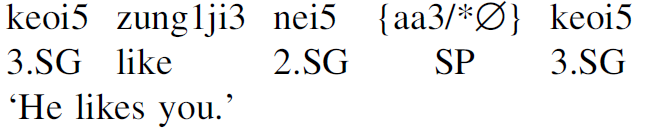 keoi5 zung1ji3 nei5 {aa3/*∅} keoi5
3.SG like 2.SG SP 3.SG
‘He likes you.’